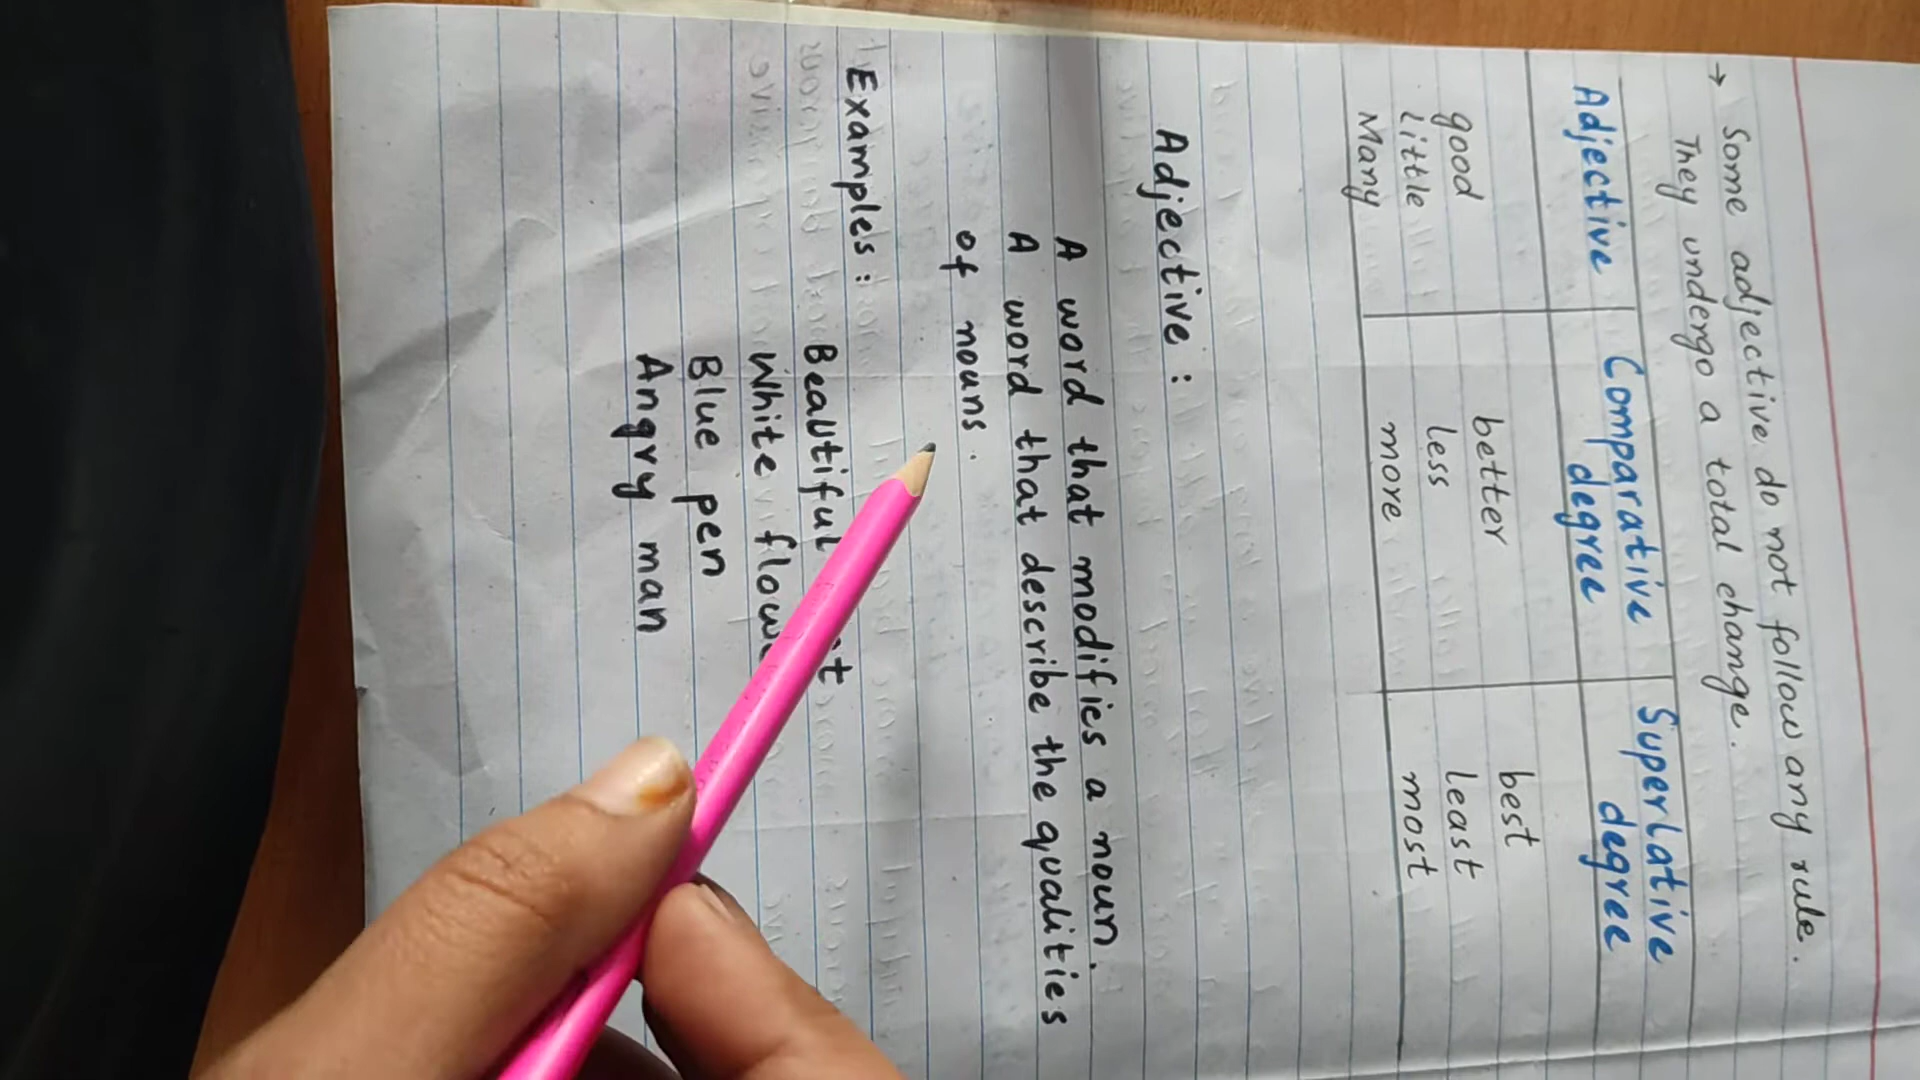 → Some adjective do not follow any rule.
They undergo a total change.
Adjective Comparative degree Superlative degree
good better best
little less least
Many more most
Adjective :
A word that modifies a noun.
A word that describe the qualities
of nouns.
Examples :
Beautiful
White
Blue pen
Angry man